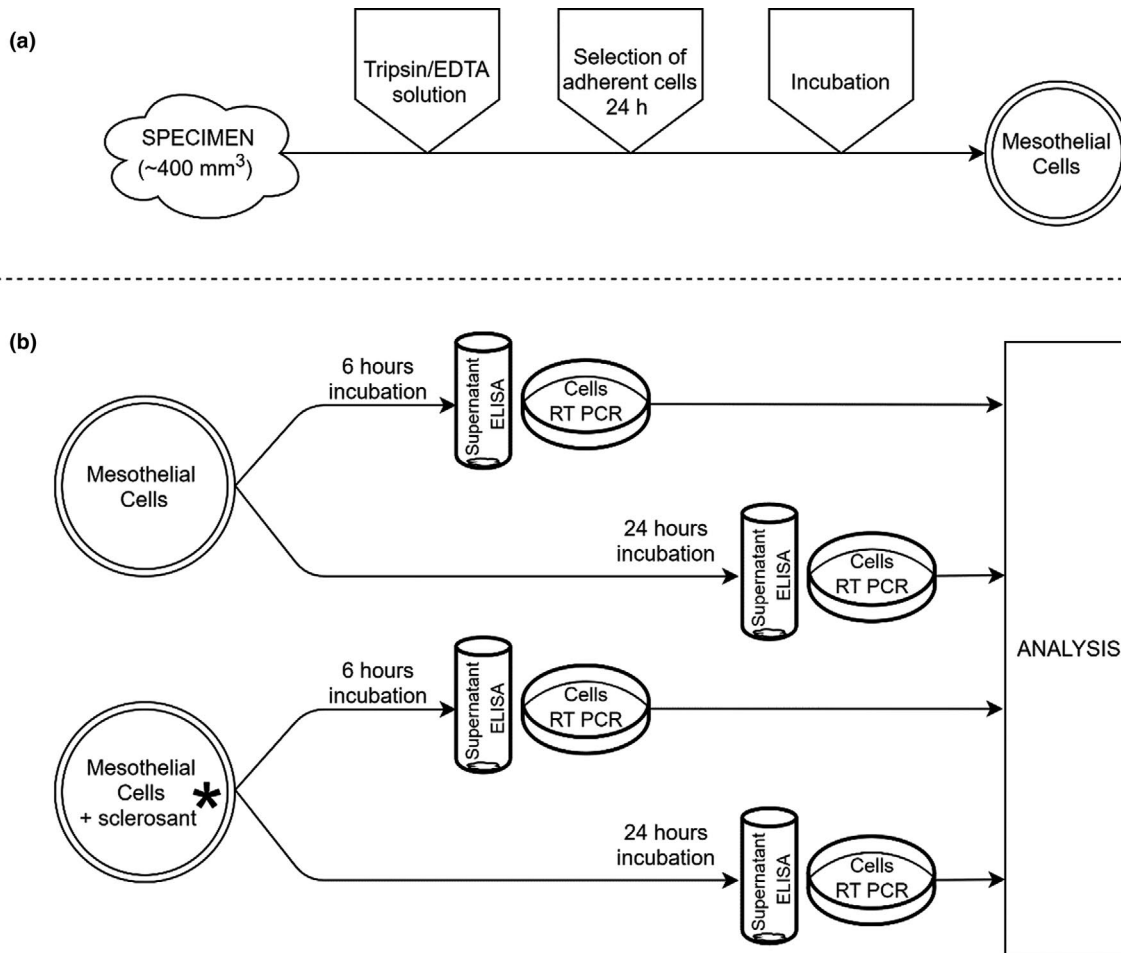 (a)
Tripsin/EDTA
solution
Selection of
adherent cells
24 h
Incubation
SPECIMEN
(~400 mm³)
Mesothelial
Cells
(b)
6 hours
incubation
Supernatant
ELISA
Cells
RT PCR
Mesothelial
Cells
24 hours
incubation
Supernatant
ELISA
Cells
RT PCR
ANALYSIS
6 hours
incubation
Supernatant
ELISA
Cells
RT PCR
Mesothelial
Cells
+ sclerosant *
24 hours
incubation
Supernatant
ELISA
Cells
RT PCR